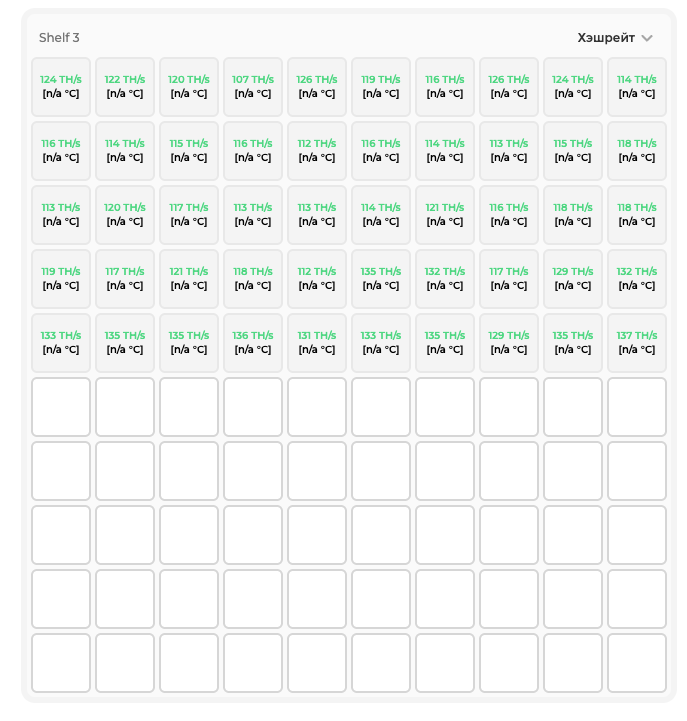 Shelf 3 Хэшрейт
124 TH/s 122 TH/s 120 TH/s 107 TH/s 126 TH/s 119 TH/s 116 TH/s 126 TH/s 124 TH/s 114 TH/s
[n/a °C] [n/a °C] [n/a °C] [n/a °C] [n/a °C] [n/a °C] [n/a °C] [n/a °C] [n/a °C] [n/a °C]
116 TH/s 114 TH/s 115 TH/s 116 TH/s 112 TH/s 116 TH/s 114 TH/s 113 TH/s 115 TH/s 118 TH/s
[n/a °C] [n/a °C] [n/a °C] [n/a °C] [n/a °C] [n/a °C] [n/a °C] [n/a °C] [n/a °C] [n/a °C]
113 TH/s 120 TH/s 117 TH/s 113 TH/s 113 TH/s 114 TH/s 121 TH/s 116 TH/s 118 TH/s 118 TH/s
[n/a °C] [n/a °C] [n/a °C] [n/a °C] [n/a °C] [n/a °C] [n/a °C] [n/a °C] [n/a °C] [n/a °C]
119 TH/s 117 TH/s 121 TH/s 118 TH/s 112 TH/s 135 TH/s 132 TH/s 117 TH/s 129 TH/s 132 TH/s
[n/a °C] [n/a °C] [n/a °C] [n/a °C] [n/a °C] [n/a °C] [n/a °C] [n/a °C] [n/a °C] [n/a °C]
133 TH/s 135 TH/s 135 TH/s 136 TH/s 131 TH/s 133 TH/s 135 TH/s 129 TH/s 135 TH/s 137 TH/s
[n/a °C] [n/a °C] [n/a °C] [n/a °C] [n/a °C] [n/a °C] [n/a °C] [n/a °C] [n/a °C] [n/a °C]